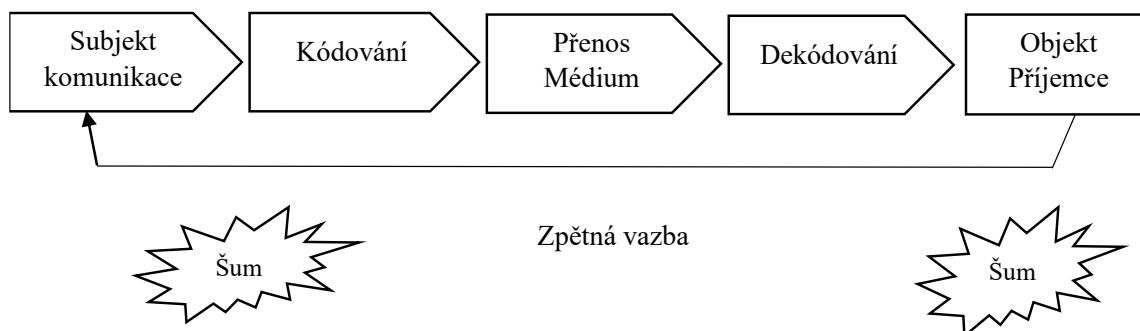 Subjekt
komunikace
Kódování
Přenos
Médium
Dekódování
Objekt
Příjemce
Zpětná vazba
Šum
Šum